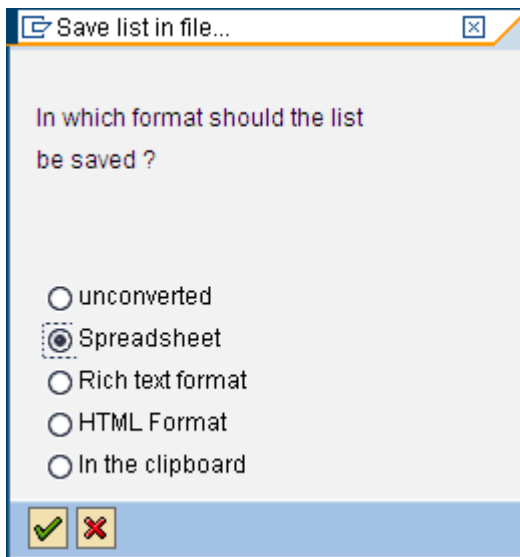 Save list in file...
In which format should the list
be saved ?
unconverted
Spreadsheet
Rich text format
HTML Format
In the clipboard